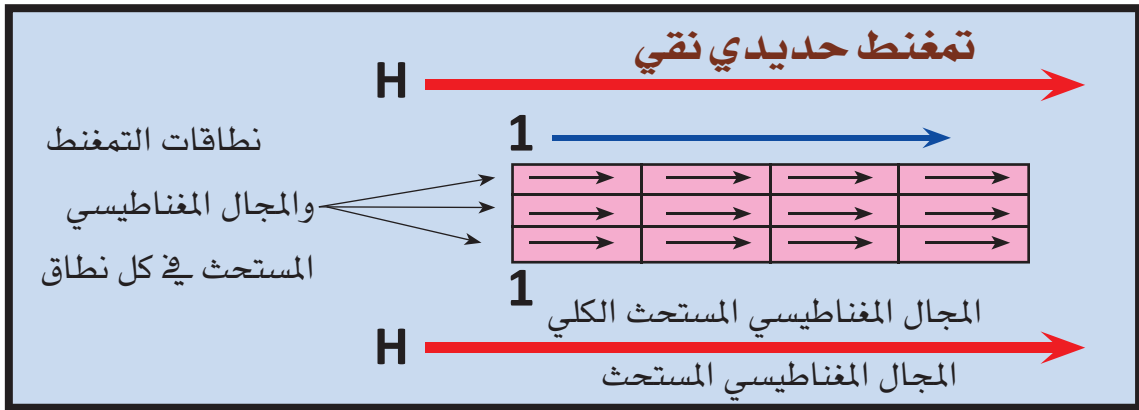 تمغنط حديدي نقي
H
1
نطاقات التمغنط
والمجال المغناطيسي
المستحث في كل نطاق
1
المجال المغناطيسي المستحث الكلي
H
المجال المغناطيسي المستحث